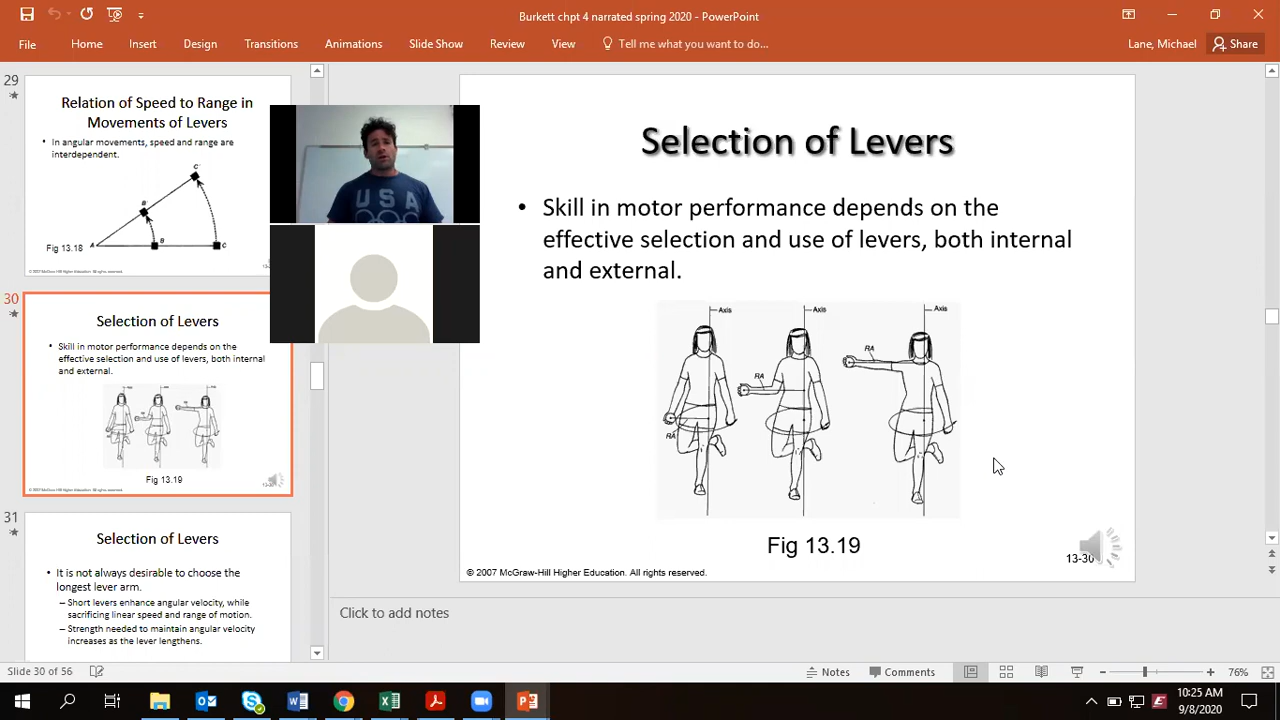 Burkett chpt 4 narrated spring 2020 - PowerPoint
File Home Insert Design Transitions Animations Slide Show Review View Tell me what you want to do... Lane, Michael Share
29
Relation of Speed to Range in
Movements of Levers
• In angular movements, speed and range are
interdependent.
C'
B'
A B C
Fig 13.18
30
Selection of Levers
• Skill in motor performance depends on the
effective selection and use of levers, both internal
and external.
Fig 13.19
31
Selection of Levers
• It is not always desirable to choose the
longest lever arm.
– Short levers enhance angular velocity, while
sacrificing linear speed and range of motion.
– Strength needed to maintain angular velocity
increases as the lever lengthens.
USA
Selection of Levers
• Skill in motor performance depends on the
effective selection and use of levers, both internal
and external.
Axis Axis Axis
RA RA RA
Fig 13.19
© 2007 McGraw-Hill Higher Education. All rights reserved.
13-30
Click to add notes
Slide 30 of 56 Notes Comments 76%
10:25 AM
9/8/2020